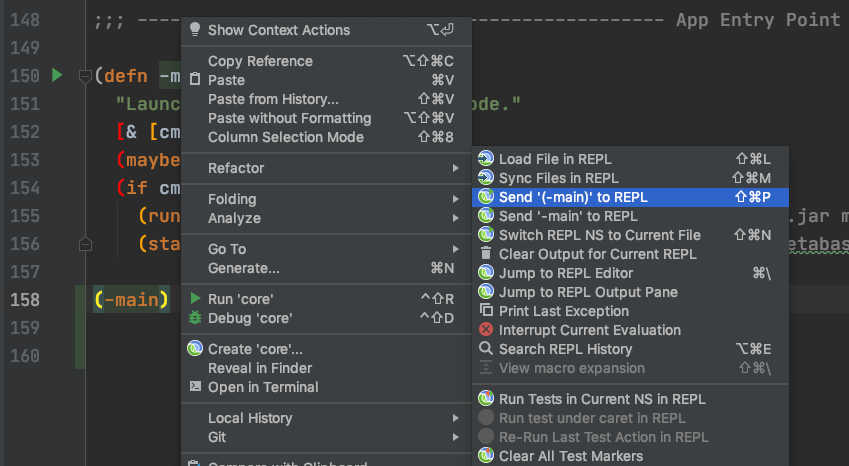 148 ;;; --- ------------------------------------------------- App Entry Point
149
150 (defn -m
151 "Launc ode."
152 [& [cm
153 (maybe
154 (if cm
155 (run .jar m
156 (sta etabas
157
158 (-main)
159
160
Show Context Actions ⌥⏎
Copy Reference ⌥⇧⌘C
Paste ⌘V
Paste from History... ⇧⌘V
Paste without Formatting ⌥⇧⌘V
Column Selection Mode ⇧⌘8
Refactor
Folding
Analyze
Go To
Generate... ⌘N
Run 'core' ^⇧R
Debug 'core' ^⇧D
Create 'core'...
Reveal in Finder
Open in Terminal
Local History
Git
Compare with Clipboard
Load File in REPL ⇧⌘L
Sync Files in REPL ⇧⌘M
Send '(-main)' to REPL ⇧⌘P
Send '-main' to REPL
Switch REPL NS to Current File ⇧⌘N
Clear Output for Current REPL
Jump to REPL Editor ⌘\
Jump to REPL Output Pane
Print Last Exception
Interrupt Current Evaluation
Search REPL History ⌥⌘E
View macro expansion ⇧⌘\
Run Tests in Current NS in REPL
Run test under caret in REPL
Re-Run Last Test Action in REPL
Clear All Test Markers